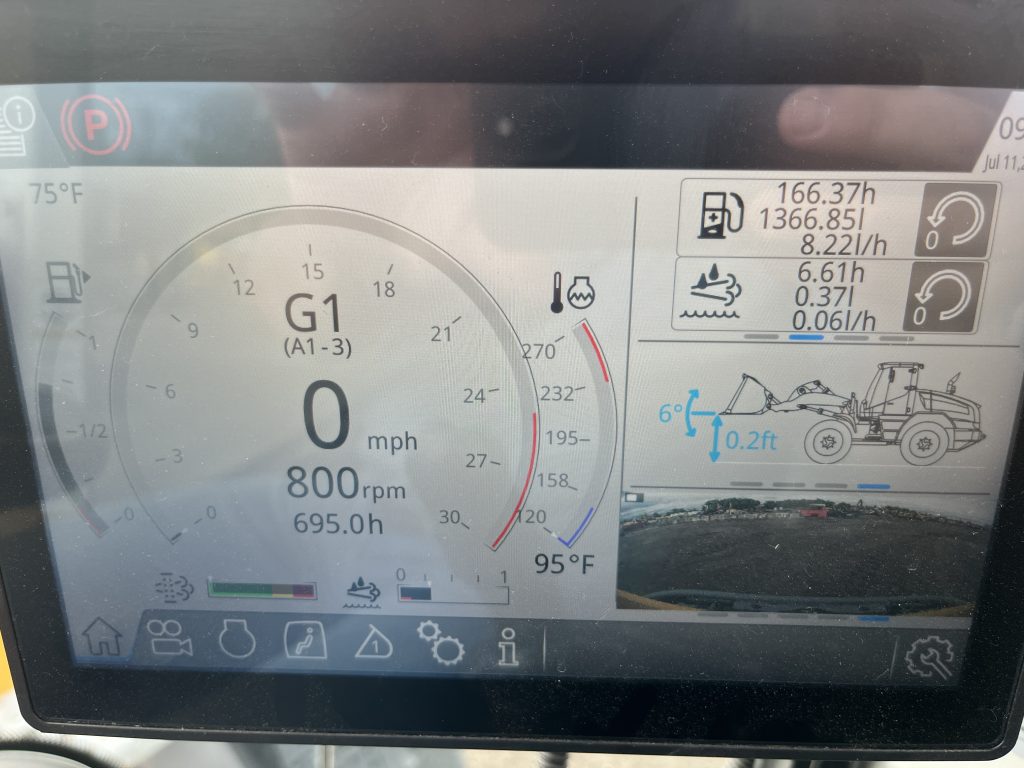 i
P
09
Jul 11,2
75°F
166.37h
1366.85l
8.22l/h
0
6.61h
0.37l
0.06l/h
0
15
12
18
9
21
6
24
3
27
0
30
G1
(A1-3)
0 mph
800rpm
695.0h
1
1/2
0
270
232
195
158
120
95°F
6°
0.2ft
0
1
1
i